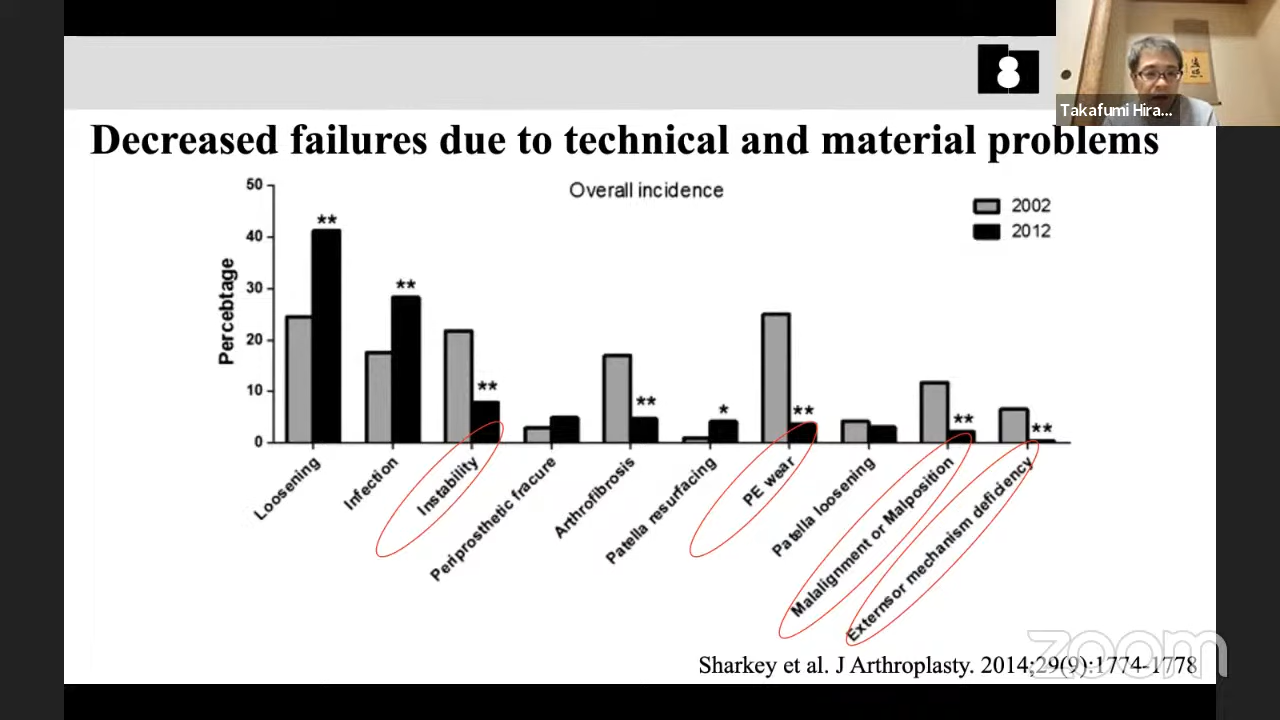 Takafumi Hira...
Decreased failures due to technical and material problems
Overall incidence
2002
2012
Percebtage
50
40
30
20
10
0
**
**
**
**
*
**
**
**
Loosening
Infection
Instability
Periprosthetic fracure
Arthrofibrosis
Patella resurfacing
PE wear
Patella loosening
Malalignment or Malposition
Externsor mechanism deficiency
Sharkey et al. J Arthroplasty. 2014;29(9):1774-1778
zoom